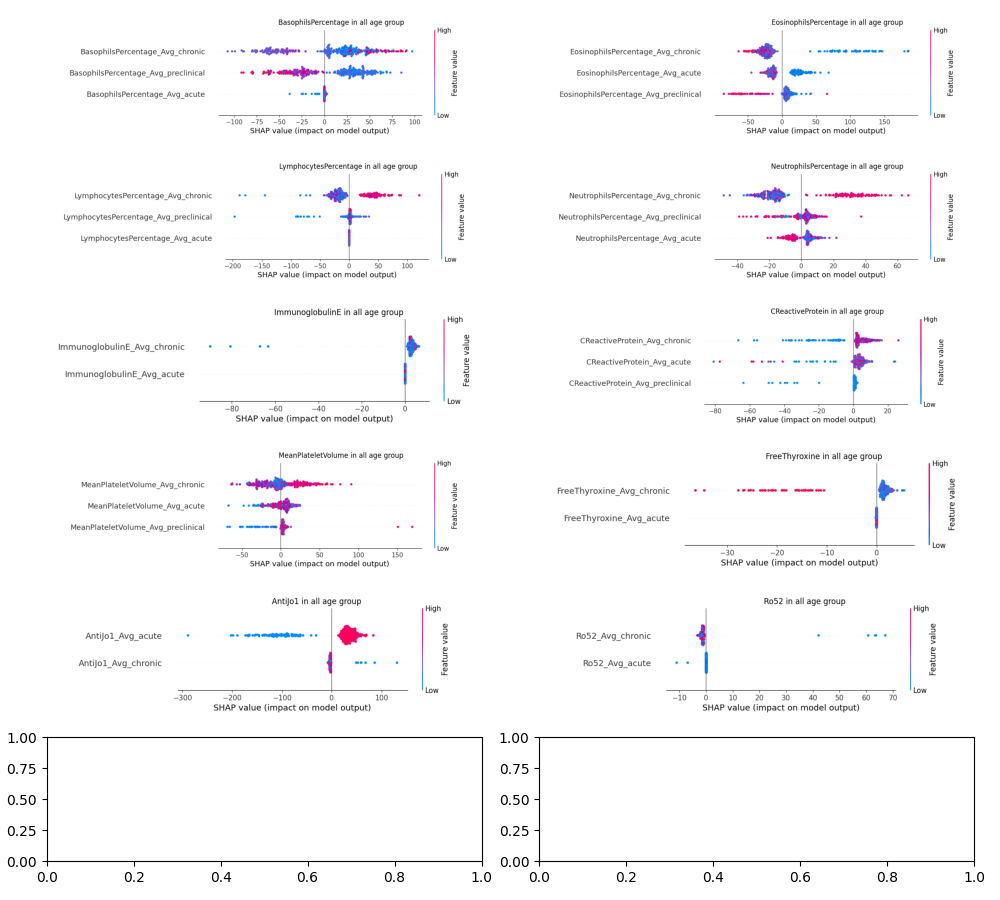 BasophilsPercentage in all age group
High
BasophilsPercentage_Avg_chronic
BasophilsPercentage_Avg_preclinical
BasophilsPercentage_Avg_acute
Feature value
Low
−100 −75 −50 −25 0 25 50 75 100
SHAP value (impact on model output)
EosinophilsPercentage in all age group
High
EosinophilsPercentage_Avg_chronic
EosinophilsPercentage_Avg_acute
EosinophilsPercentage_Avg_preclinical
Feature value
Low
−50 0 50 100 150
SHAP value (impact on model output)
LymphocytesPercentage in all age group
High
LymphocytesPercentage_Avg_chronic
LymphocytesPercentage_Avg_preclinical
LymphocytesPercentage_Avg_acute
Feature value
Low
−200 −150 −100 −50 0 50 100
SHAP value (impact on model output)
NeutrophilsPercentage in all age group
High
NeutrophilsPercentage_Avg_chronic
NeutrophilsPercentage_Avg_preclinical
NeutrophilsPercentage_Avg_acute
Feature value
Low
−40 −20 0 20 40 60
SHAP value (impact on model output)
ImmunoglobulinE in all age group
High
ImmunoglobulinE_Avg_chronic
ImmunoglobulinE_Avg_acute
Feature value
Low
−80 −60 −40 −20 0
SHAP value (impact on model output)
CReactiveProtein in all age group
High
CReactiveProtein_Avg_chronic
CReactiveProtein_Avg_acute
CReactiveProtein_Avg_preclinical
Feature value
Low
−80 −60 −40 −20 0 20
SHAP value (impact on model output)
MeanPlateletVolume in all age group
High
MeanPlateletVolume_Avg_chronic
MeanPlateletVolume_Avg_acute
MeanPlateletVolume_Avg_preclinical
Feature value
Low
−50 0 50 100 150
SHAP value (impact on model output)
FreeThyroxine in all age group
High
FreeThyroxine_Avg_chronic
FreeThyroxine_Avg_acute
Feature value
Low
−30 −20 −10 0
SHAP value (impact on model output)
AntiJo1 in all age group
High
AntiJo1_Avg_acute
AntiJo1_Avg_chronic
Feature value
Low
−300 −200 −100 0 100
SHAP value (impact on model output)
Ro52 in all age group
High
Ro52_Avg_chronic
Ro52_Avg_acute
Feature value
Low
−10 0 10 20 30 40 50 60 70
SHAP value (impact on model output)
1.00
0.75
0.50
0.25
0.00
0.0 0.2 0.4 0.6 0.8 1.0
1.00
0.75
0.50
0.25
0.00
0.0 0.2 0.4 0.6 0.8 1.0